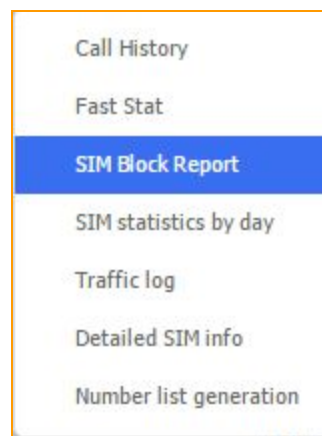 Call History
Fast Stat
SIM Block Report
SIM statistics by day
Traffic log
Detailed SIM info
Number list generation